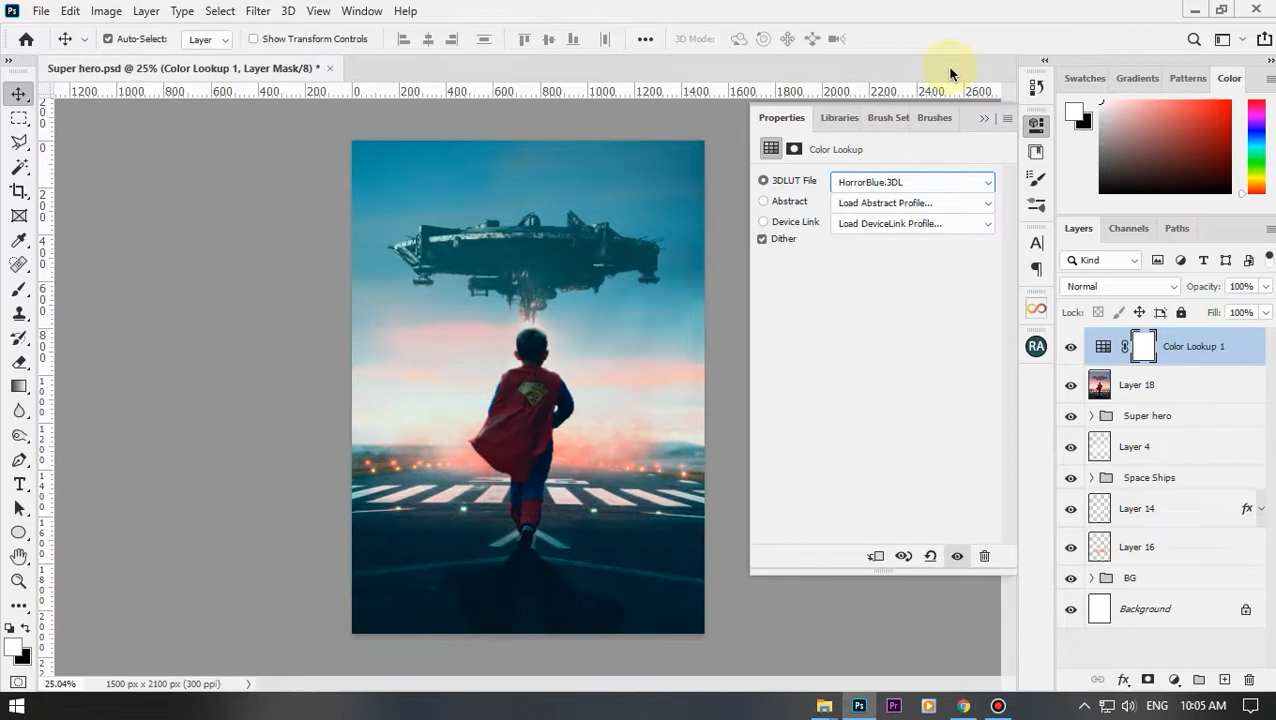 Ps File Edit Image Layer Type Select Filter 3D View Window Help
Auto-Select: Layer Show Transform Controls 3D Mode:
Super hero.psd @ 25% (Color Lookup 1, Layer Mask/8) *
1200 1000 800 600 400 200 0 200 400 600 800 1000 1200 1400 1600 1800 2000 2200 2400 2600
Properties Libraries Brush Set Brushes
Color Lookup
3DLUT File HorrorBlue.3DL
Abstract Load Abstract Profile...
Device Link Load DeviceLink Profile...
Dither
Swatches Gradients Patterns Color
Layers Channels Paths
Kind
Normal Opacity: 100%
Lock: Fill: 100%
RA
Color Lookup 1
Layer 18
Super hero
Layer 4
Space Ships
Layer 14 fx
Layer 16
BG
Background
fx
25.04% 1500 px x 2100 px (300 ppi)
Ps Pr ENG 10:05 AM